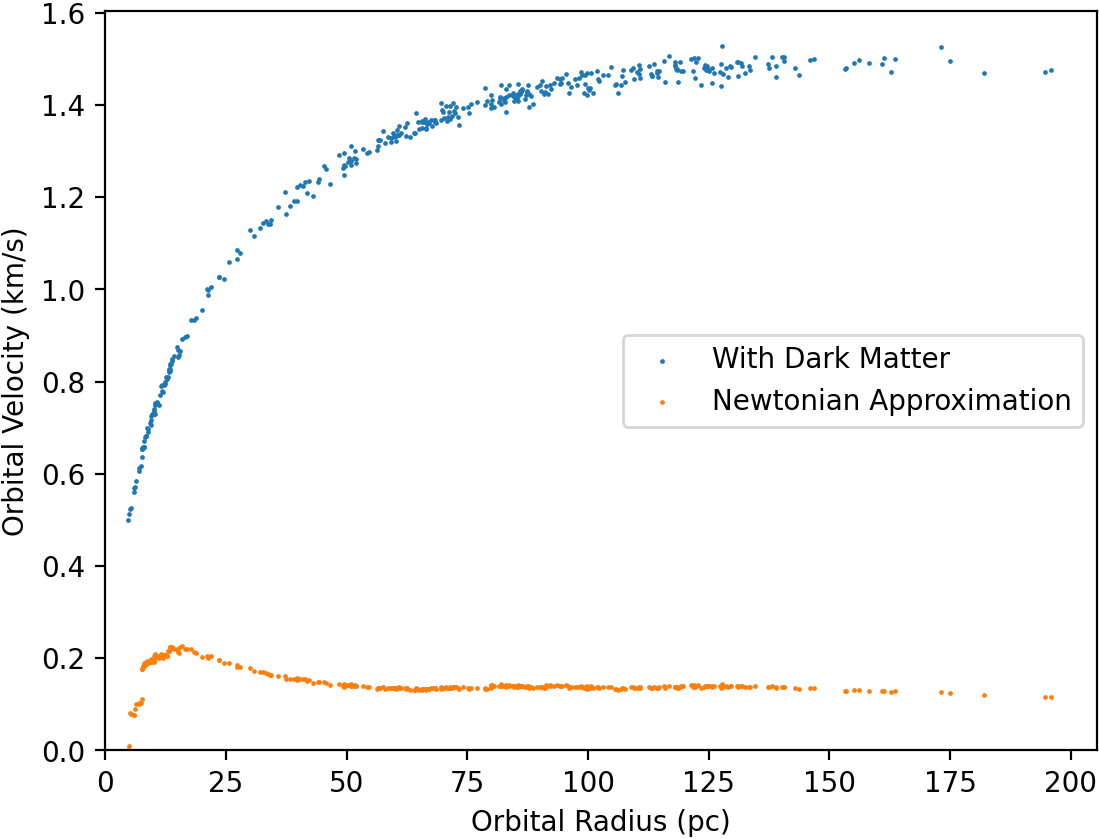 1.6
1.4
1.2
1.0
0.8
0.6
0.4
0.2
0.0
Orbital Velocity (km/s)
With Dark Matter
Newtonian Approximation
0 25 50 75 100 125 150 175 200
Orbital Radius (pc)